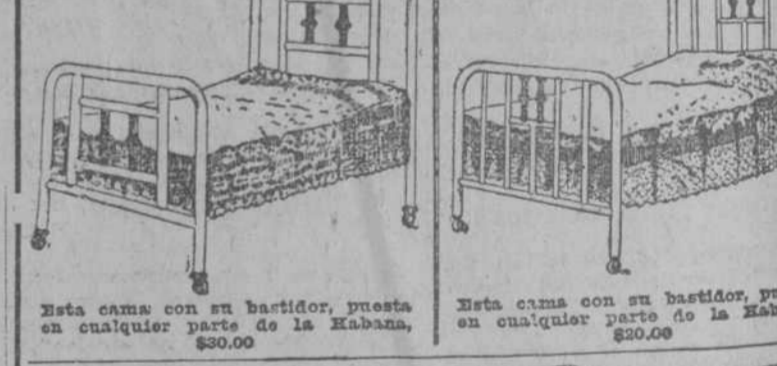 Esta cama con su bastidor, puesta
en cualquier parte de la Habana,
$30.00
Esta cama con su bastidor,
en cualquier parte de la
$20.00